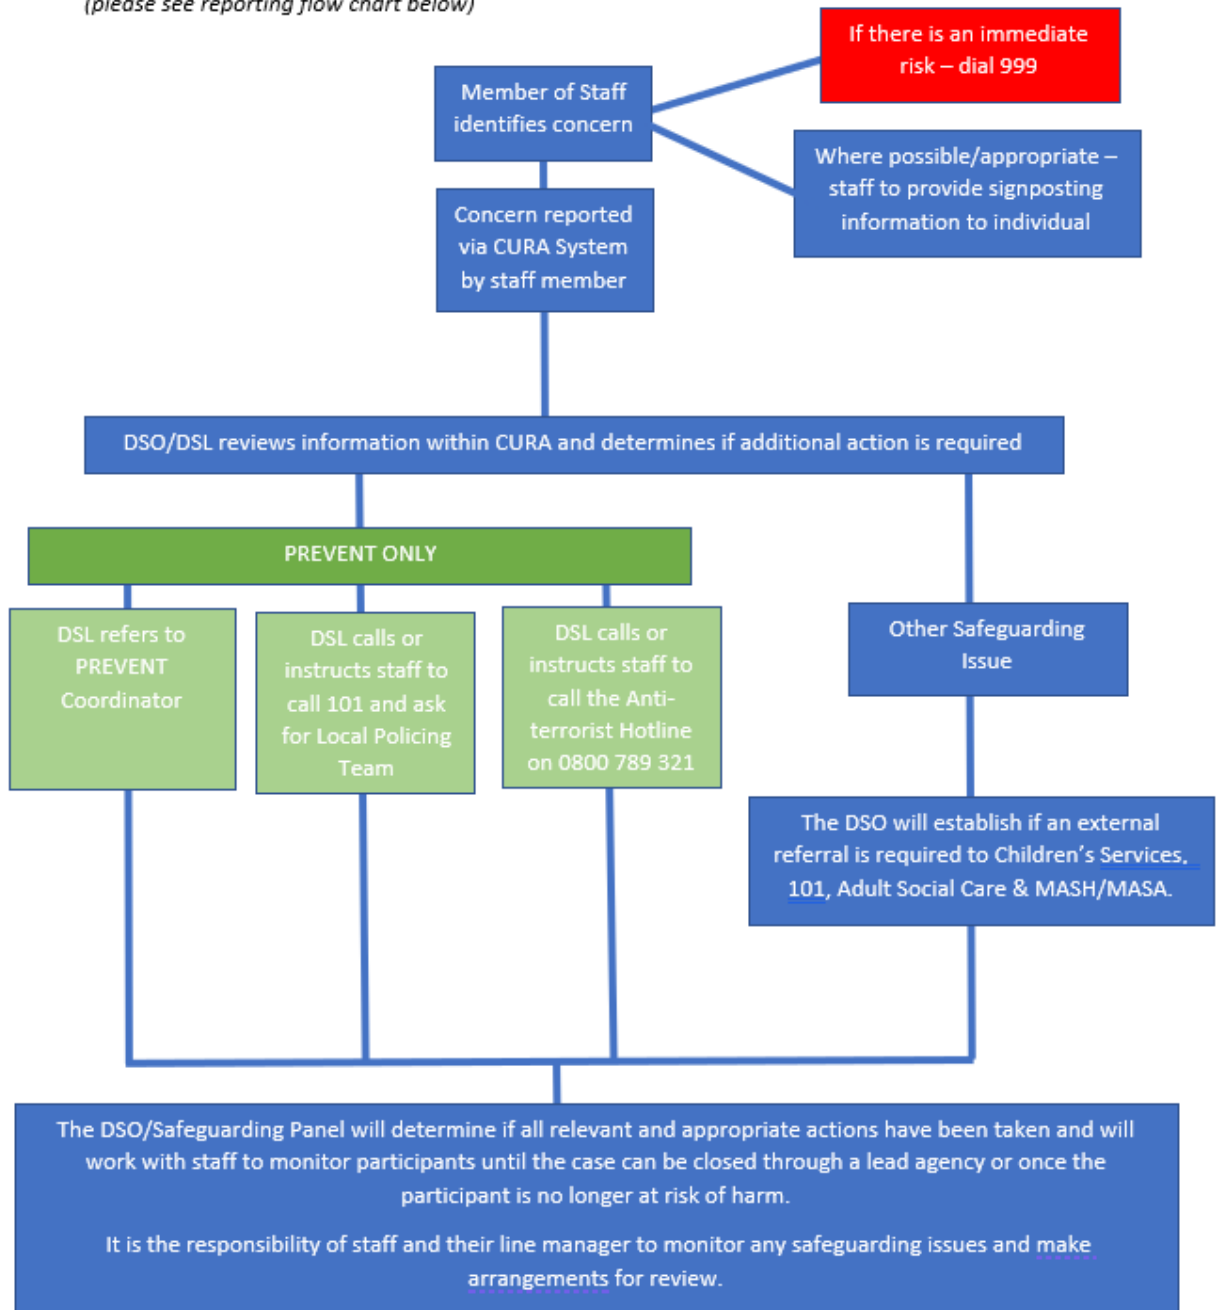 (please see reporting flow chart below)
If there is an immediate
risk – dial 999
Member of Staff
identifies concern
Where possible/appropriate –
staff to provide signposting
information to individual
Concern reported
via CURA System
by staff member
DSO/DSL reviews information within CURA and determines if additional action is required
PREVENT ONLY
DSL refers to
PREVENT
Coordinator
DSL calls or
instructs staff to
call 101 and ask
for Local Policing
Team
DSL calls or
instructs staff to
call the Anti-
terrorist Hotline
on 0800 789 321
Other Safeguarding
Issue
The DSO will establish if an external
referral is required to Children’s Services,
101, Adult Social Care & MASH/MASA.
The DSO/Safeguarding Panel will determine if all relevant and appropriate actions have been taken and will
work with staff to monitor participants until the case can be closed through a lead agency or once the
participant is no longer at risk of harm.
It is the responsibility of staff and their line manager to monitor any safeguarding issues and make
arrangements for review.